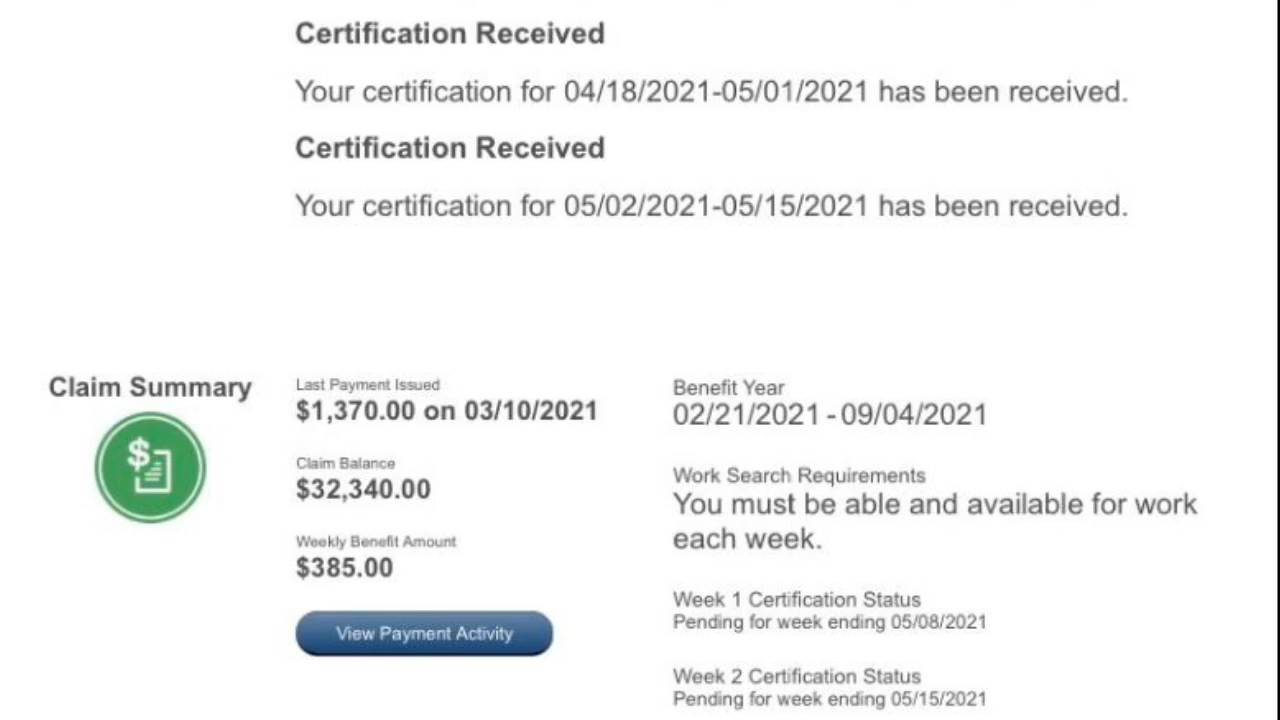 Certification Received
Your certification for 04/18/2021-05/01/2021 has been received.
Certification Received
Your certification for 05/02/2021-05/15/2021 has been received.
Claim Summary
$
Last Payment Issued
$1,370.00 on 03/10/2021
Claim Balance
$32,340.00
Weekly Benefit Amount
$385.00
View Payment Activity
Benefit Year
02/21/2021 - 09/04/2021
Work Search Requirements
You must be able and available for work
each week.
Week 1 Certification Status
Pending for week ending 05/08/2021
Week 2 Certification Status
Pending for week ending 05/15/2021